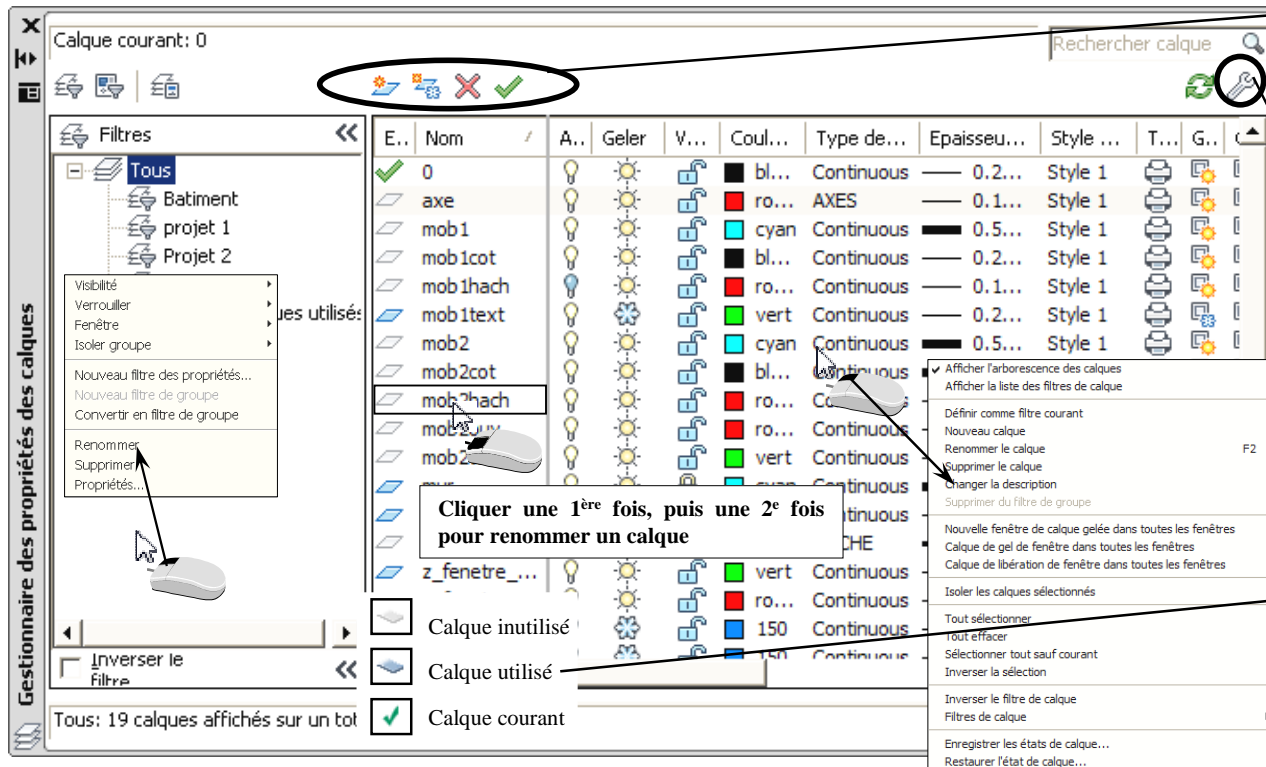 Calque courant: 0
Rechercher calque
Filtres
E.. Nom A.. Geler V... Coul... Type de... Epaisseu... Style ... T... G..
Tous
Batiment
projet 1
Projet 2
ues utilisés
0 bl... Continuous 0.2... Style 1
axe ro... AXES 0.1... Style 1
mob1 cyan Continuous 0.5... Style 1
mob1cot bl... Continuous 0.2... Style 1
mob1hach ro... Continuous 0.1... Style 1
mob1text vert Continuous 0.2... Style 1
mob2 cyan Continuous 0.5... Style 1
mob2cot bl... Continuous
mob2hach ro...
ro... Continuous
vert Continuous
z_fenetre_... vert Continuous
ro... Continuous
150 Continuous
150 Continuous
Visibilité
Verrouiller
Fenêtre
Isoler groupe
Nouveau filtre des propriétés...
Nouveau filtre de groupe
Convertir en filtre de groupe
Renommer
Supprimer
Propriétés...
Cliquer une 1ère fois, puis une 2e fois
pour renommer un calque
Calque inutilisé
Calque utilisé
Calque courant
Afficher l'arborescence des calques
Afficher la liste des filtres de calque
Définir comme filtre courant
Nouveau calque
Renommer le calque F2
Supprimer le calque
Changer la description
Supprimer du filtre de groupe
Nouvelle fenêtre de calque gelée dans toutes les fenêtres
Calque de gel de fenêtre dans toutes les fenêtres
Calque de libération de fenêtre dans toutes les fenêtres
Isoler les calques sélectionnés
Tout sélectionner
Tout effacer
Sélectionner tout sauf courant
Inverser la sélection
Inverser le filtre de calque
Filtres de calque
Enregistrer les états de calque...
Restaurer l'état de calque...
Inverser le
filtre
Tous: 19 calques affichés sur un tot
Gestionnaire des propriétés des calques